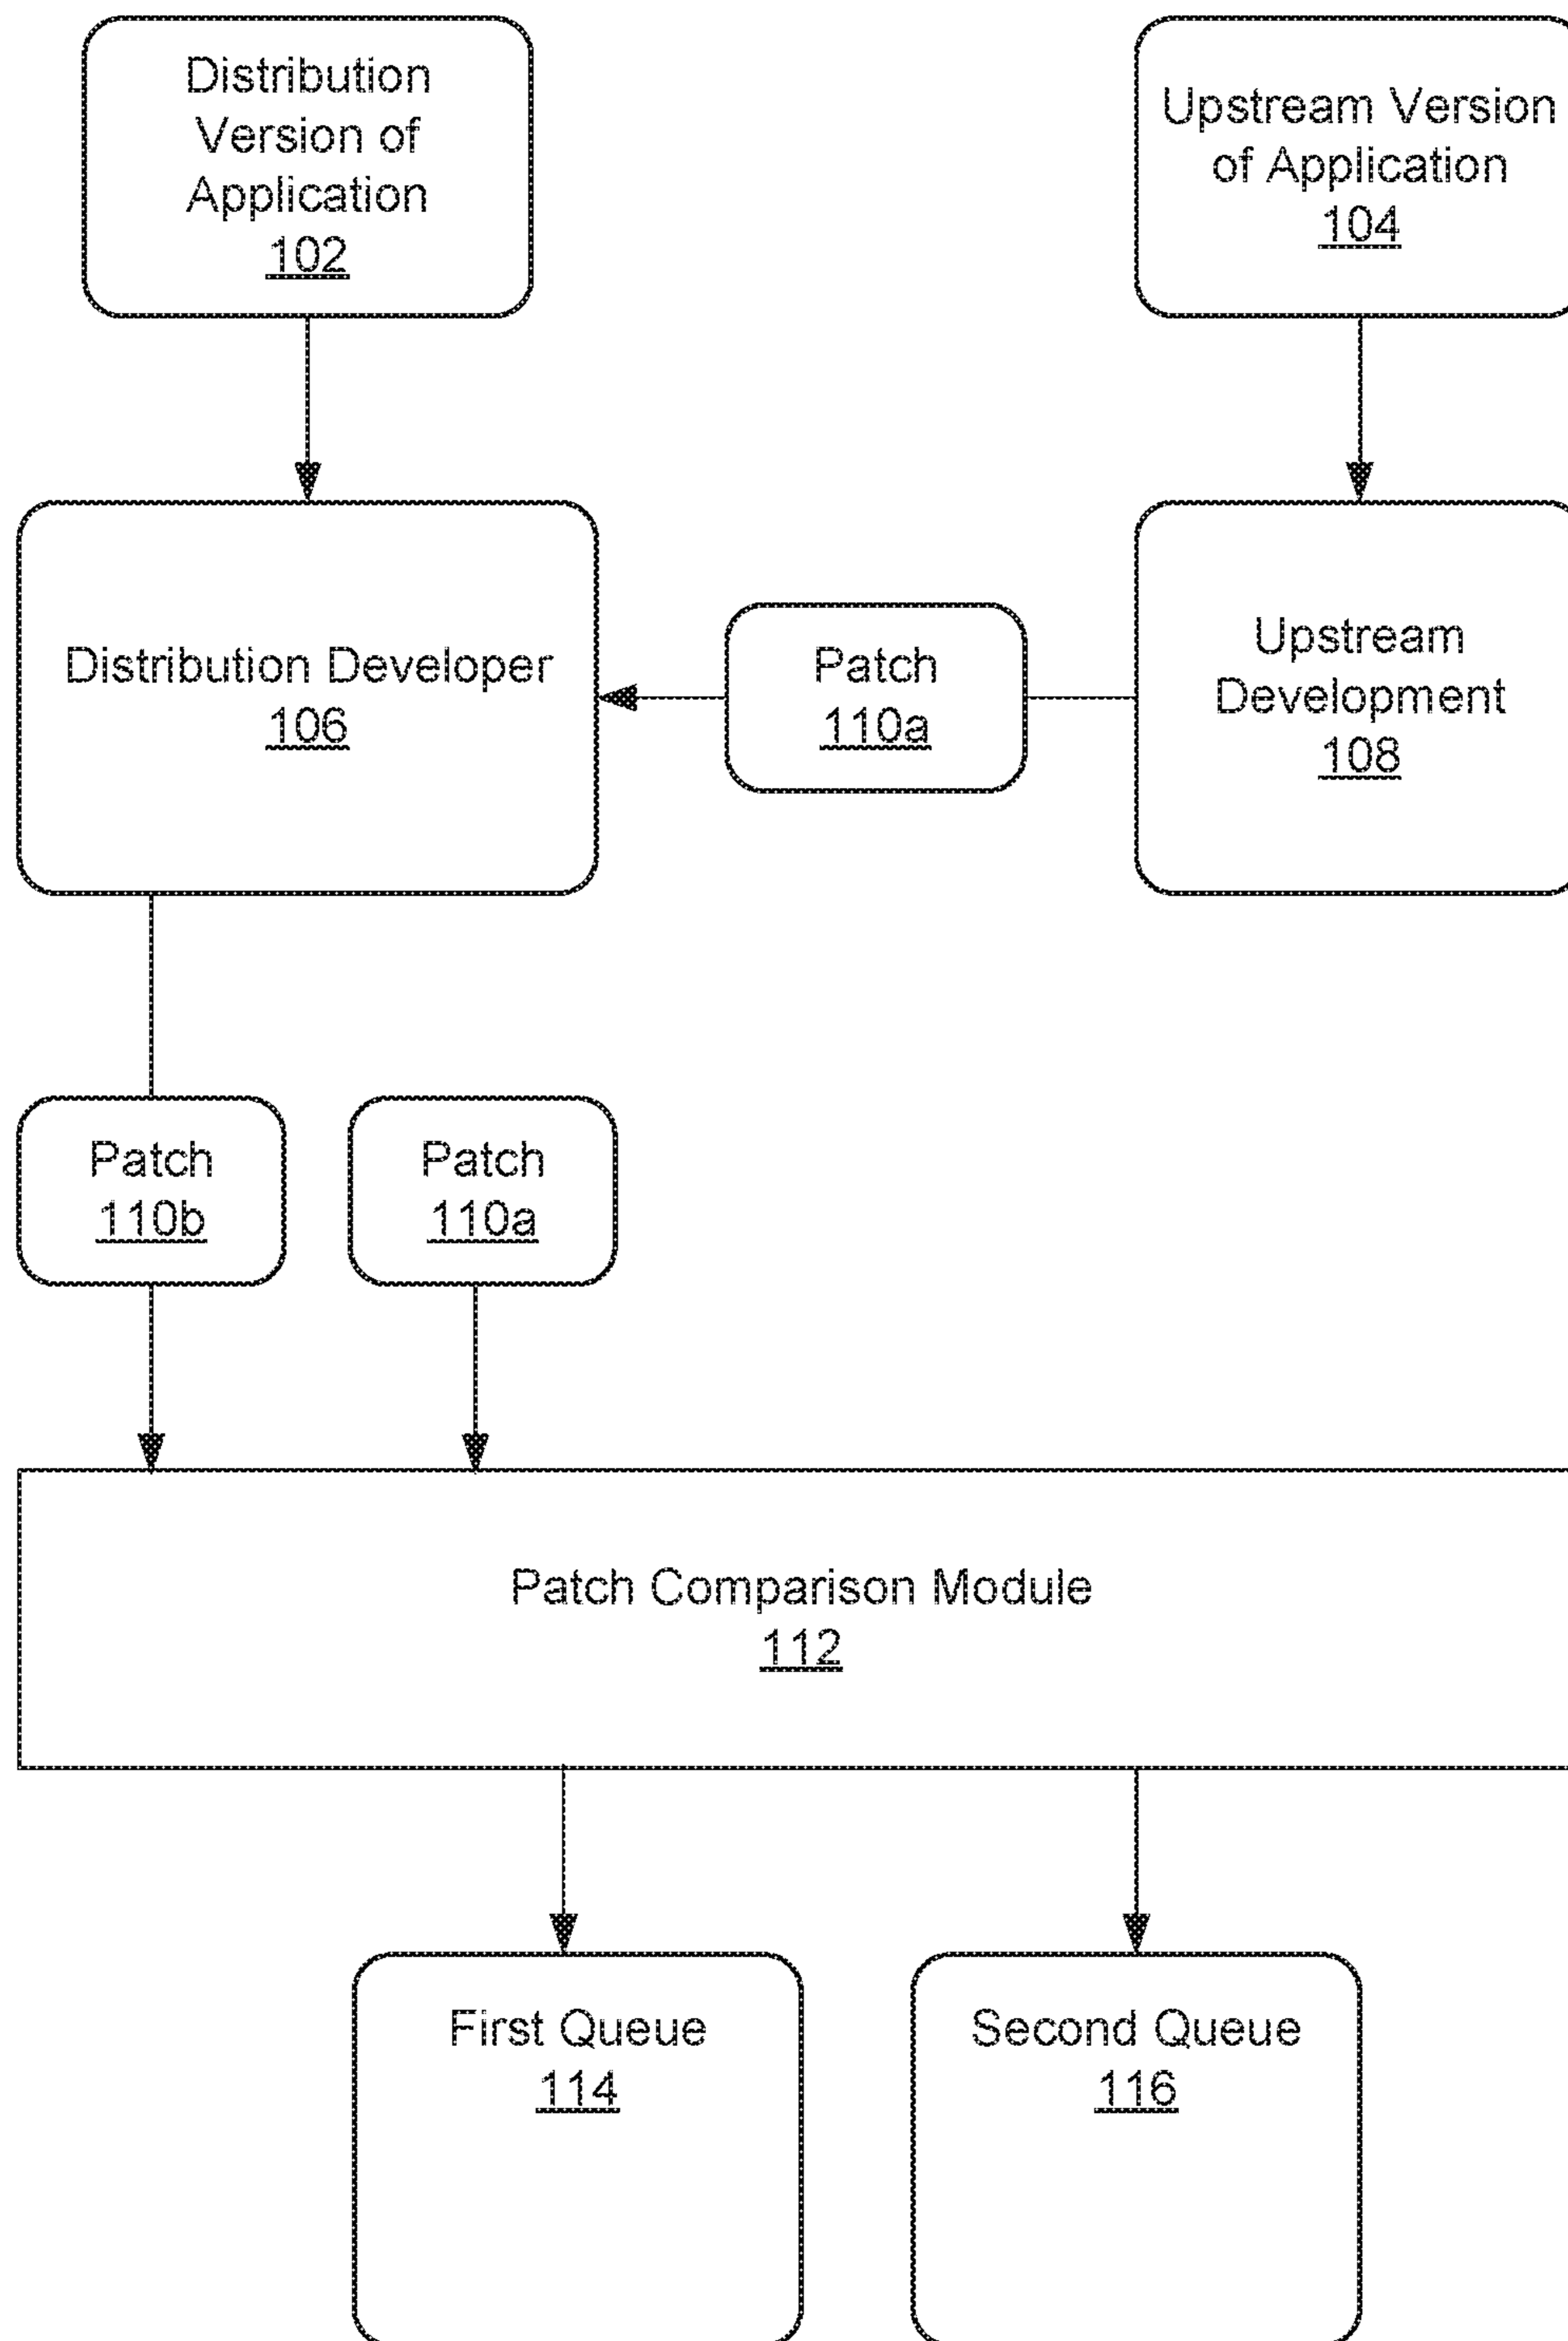 Distribution
Version of
Application
102
Upstream Version
of Application
104
Distribution Developer
106
Patch
110a
Upstream
Development
108
Patch
110b
Patch
110a
Patch Comparison Module
112
First Queue
114
Second Queue
116